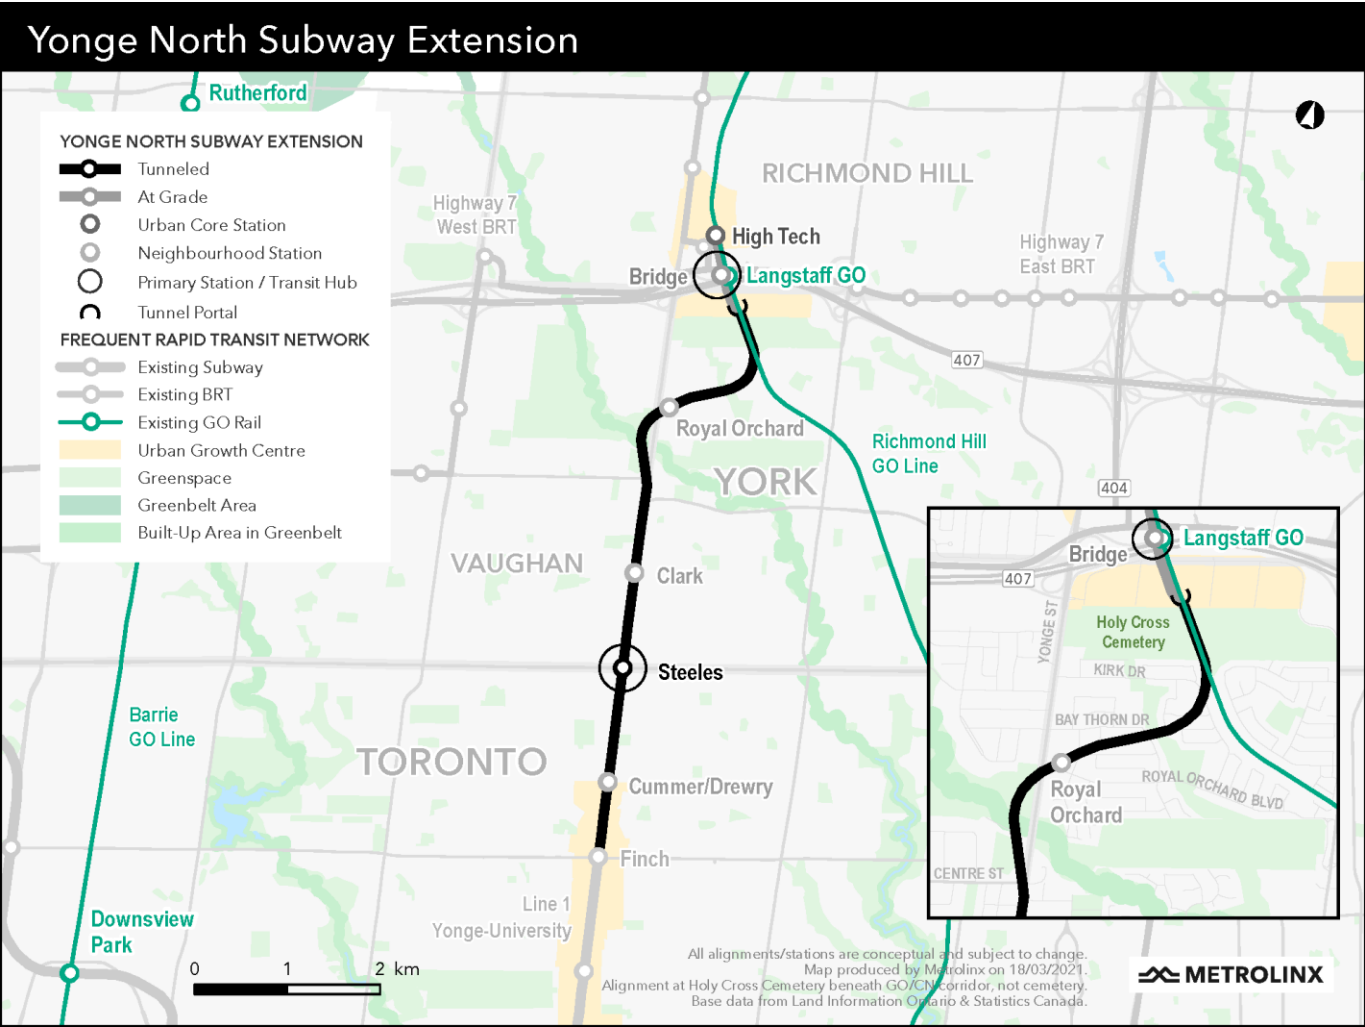 Yonge North Subway Extension
Rutherford
YONGE NORTH SUBWAY EXTENSION
Tunneled
At Grade
Urban Core Station
Neighbourhood Station
Primary Station / Transit Hub
Tunnel Portal
FREQUENT RAPID TRANSIT NETWORK
Existing Subway
Existing BRT
Existing GO Rail
Urban Growth Centre
Greenspace
Greenbelt Area
Built-Up Area in Greenbelt
RICHMOND HILL
Highway 7
West BRT
High Tech
Highway 7
East BRT
Bridge
Langstaff GO
407
Royal Orchard
Richmond Hill
GO Line
YORK
404
VAUGHAN
Clark
Steeles
Barrie
GO Line
TORONTO
Cummer/Drewry
Finch
Line 1
Yonge-University
Downsview
Park
0 1 2 km
Langstaff GO
Bridge
407
YONGE ST
Holy Cross
Cemetery
KIRK DR
BAY THORN DR
ROYAL ORCHARD BLVD
Royal
Orchard
CENTRE ST
All alignments/stations are conceptual and subject to change.
Map produced by Metrolinx on 18/03/2021.
Alignment at Holy Cross Cemetery beneath GO/CN corridor, not cemetery.
Base data from Land Information Ontario & Statistics Canada.
METROLINX